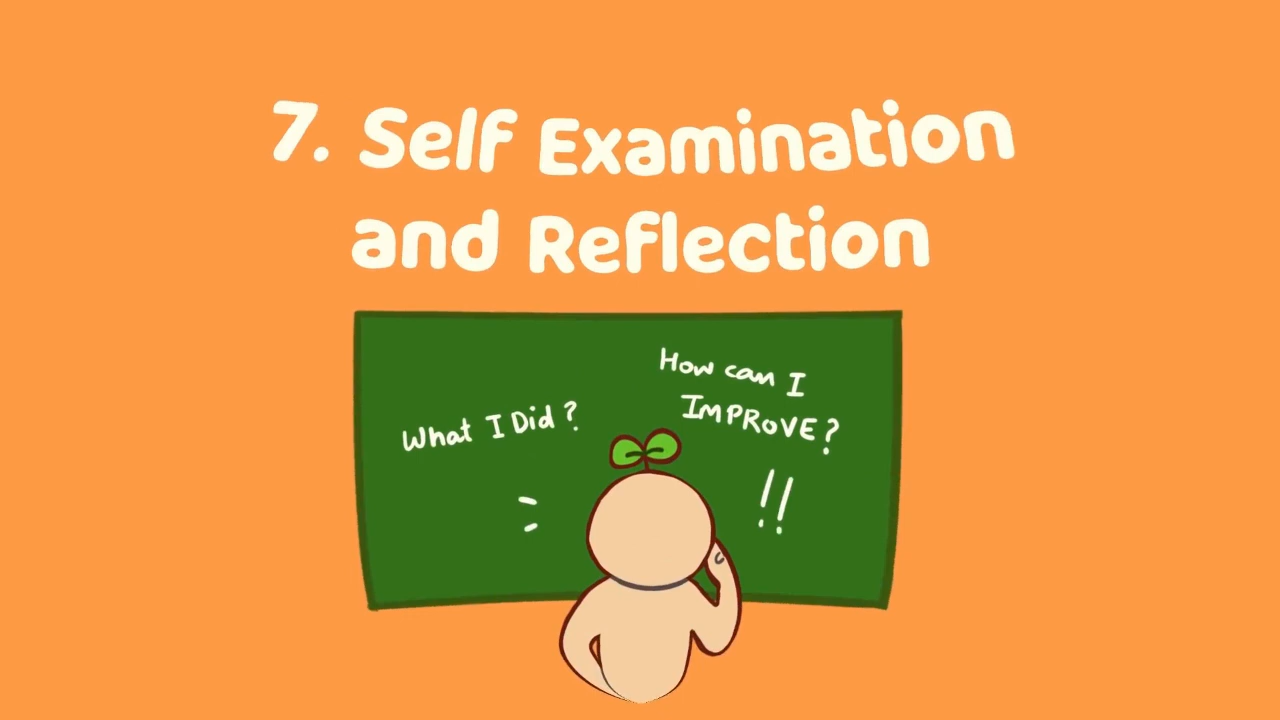 7. Self Examination
and Reflection
What I Did?
How can I
IMPROVE?
!!